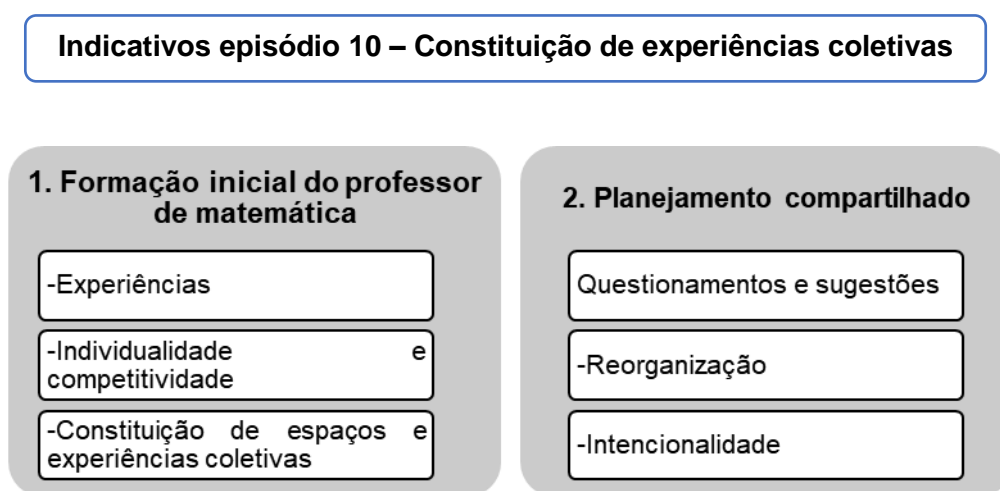 Indicativos episódio 10 – Constituição de experiências coletivas
1. Formação inicial do professor
de matemática
-Experiências
-Individualidade e
competitividade
-Constituição de espaços e
experiências coletivas
2. Planejamento compartilhado
Questionamentos e sugestões
-Reorganização
-Intencionalidade